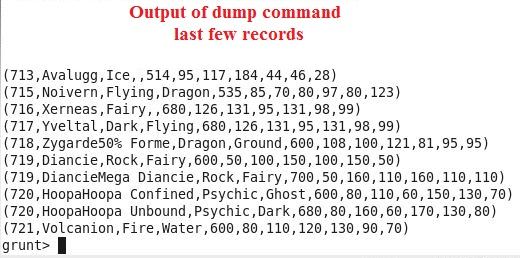 Output of dump command
last few records
(713,Avalugg,Ice,,514,95,117,184,44,46,28)
(715,Noivern,Flying,Dragon,535,85,70,80,97,80,123)
(716,Xerneas,Fairy,,680,126,131,95,131,98,99)
(717,Yveltal,Dark,Flying,680,126,131,95,131,98,99)
(718,Zygarde50% Forme,Dragon,Ground,600,108,100,121,81,95,95)
(719,Diancie,Rock,Fairy,600,50,100,150,100,150,50)
(719,DiancieMega Diancie,Rock,Fairy,700,50,160,110,160,110,110)
(720,HoopaHoopa Confined,Psychic,Ghost,600,80,110,60,150,130,70)
(720,HoopaHoopa Unbound,Psychic,Dark,680,80,160,60,170,130,80)
(721,Volcanion,Fire,Water,600,80,110,120,130,90,70)
grunt>